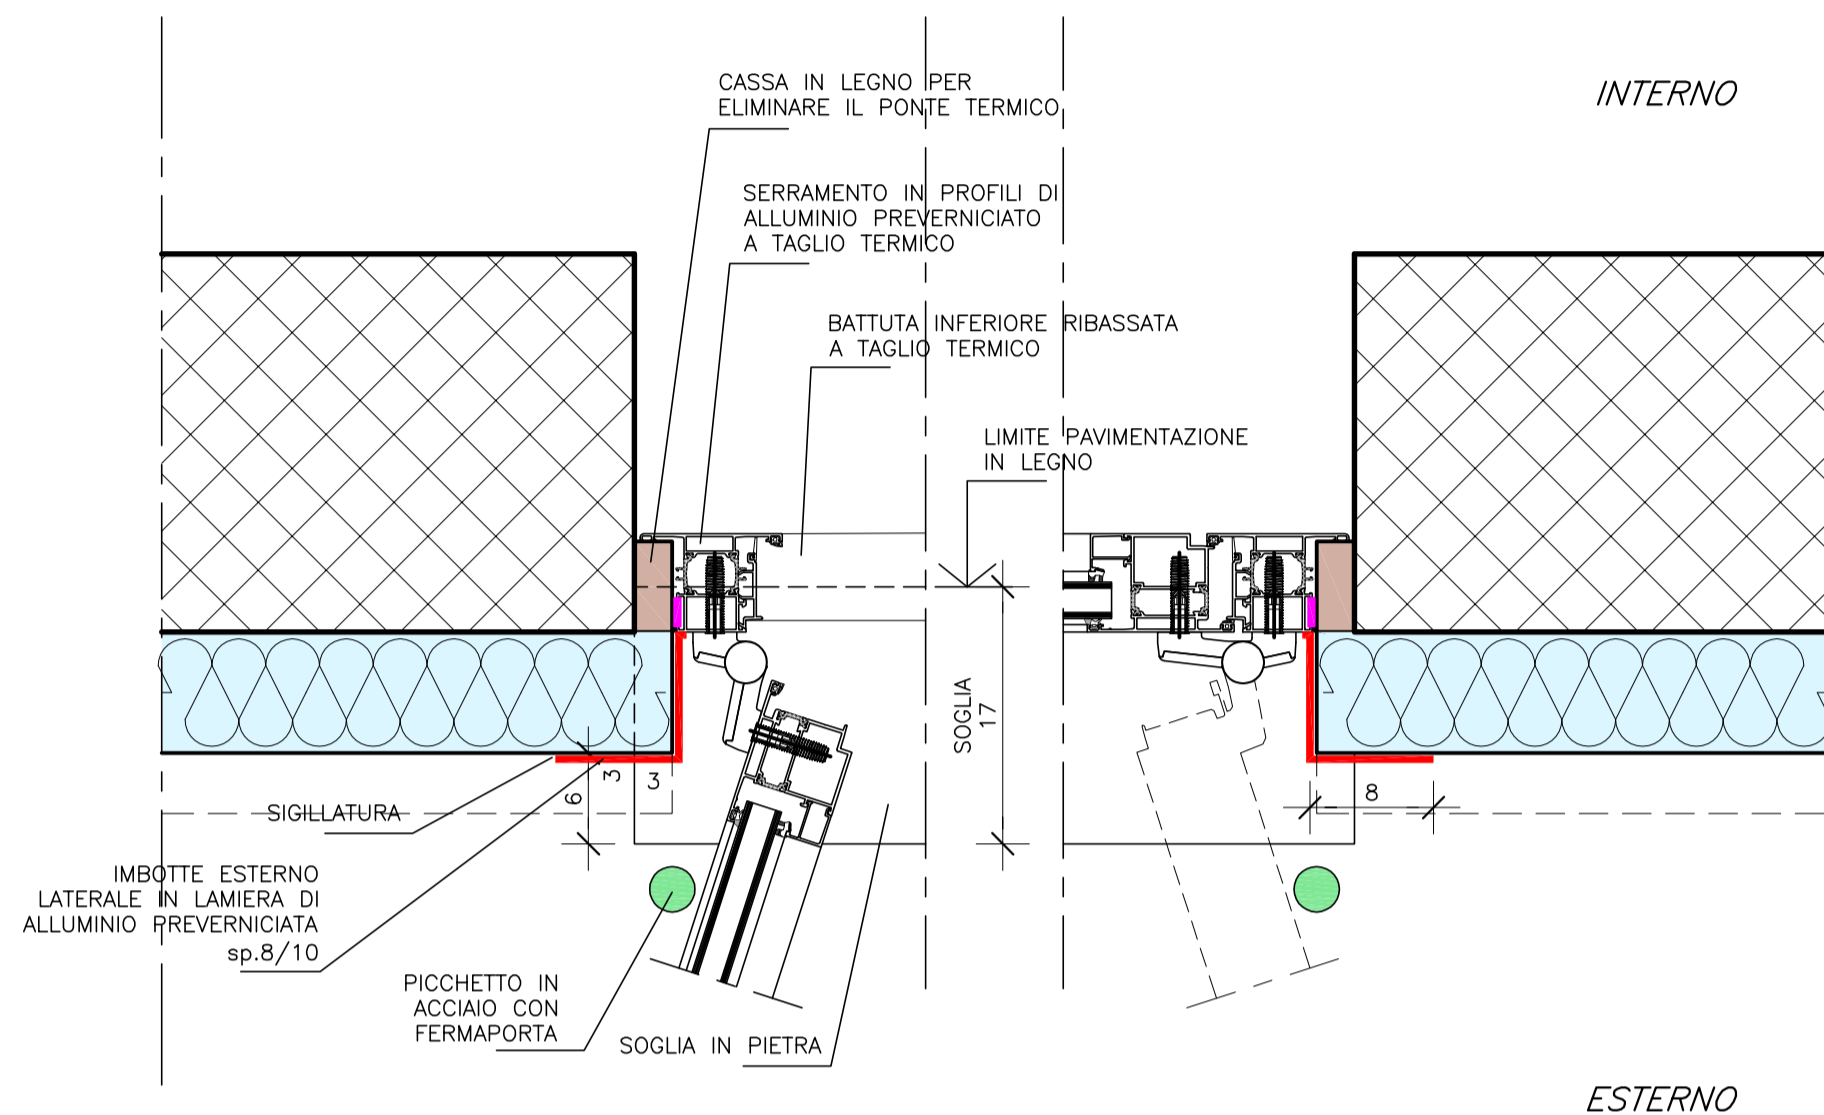 CASSA IN LEGNO PER
ELIMINARE IL PONTE TERMICO
INTERNO
SERRAMENTO IN PROFILI DI
ALLUMINIO PREVERNICIATO
A TAGLIO TERMICO
BATTUTA INFERIORE RIBASSATA
A TAGLIO TERMICO
LIMITE PAVIMENTAZIONE
IN LEGNO
SOGLIA
17
3
3
6
8
SIGILLATURA
IMBOTTE ESTERNO
LATERALE IN LAMIERA DI
ALLUMINIO PREVERNICIATA
sp.8/10
PICCHETTO IN
ACCIAIO CON
FERMAPORTA
SOGLIA IN PIETRA
ESTERNO